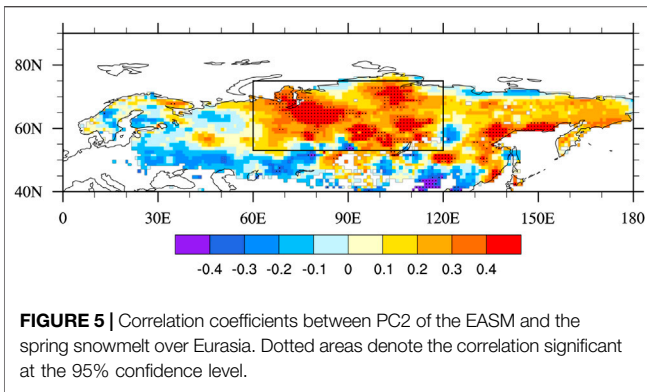 80N
60N
40N
0 30E 60E 90E 120E 150E 180
-0.4 -0.3 -0.2 -0.1 0 0.1 0.2 0.3 0.4
FIGURE 5 | Correlation coefficients between PC2 of the EASM and the
spring snowmelt over Eurasia. Dotted areas denote the correlation significant
at the 95% confidence level.